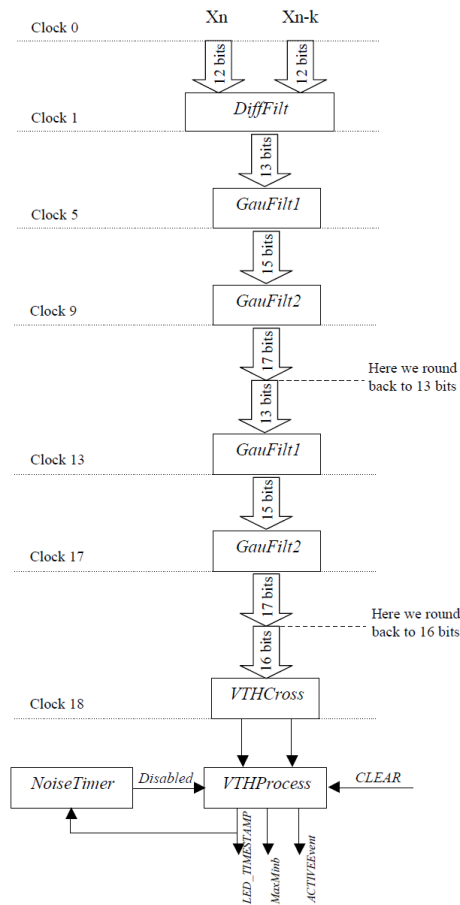 Xn Xn-k
Clock 0
12 bits 12 bits
DiffFilt
Clock 1
13 bits
GauFilt1
Clock 5
15 bits
GauFilt2
Clock 9
17 bits
Here we round
back to 13 bits
13 bits
GauFilt1
Clock 13
15 bits
GauFilt2
Clock 17
17 bits
Here we round
back to 16 bits
16 bits
VTHCross
Clock 18
NoiseTimer Disabled VTHProcess CLEAR
LED_TIMESTAMP
MaxMinb
ACTIVEEvent